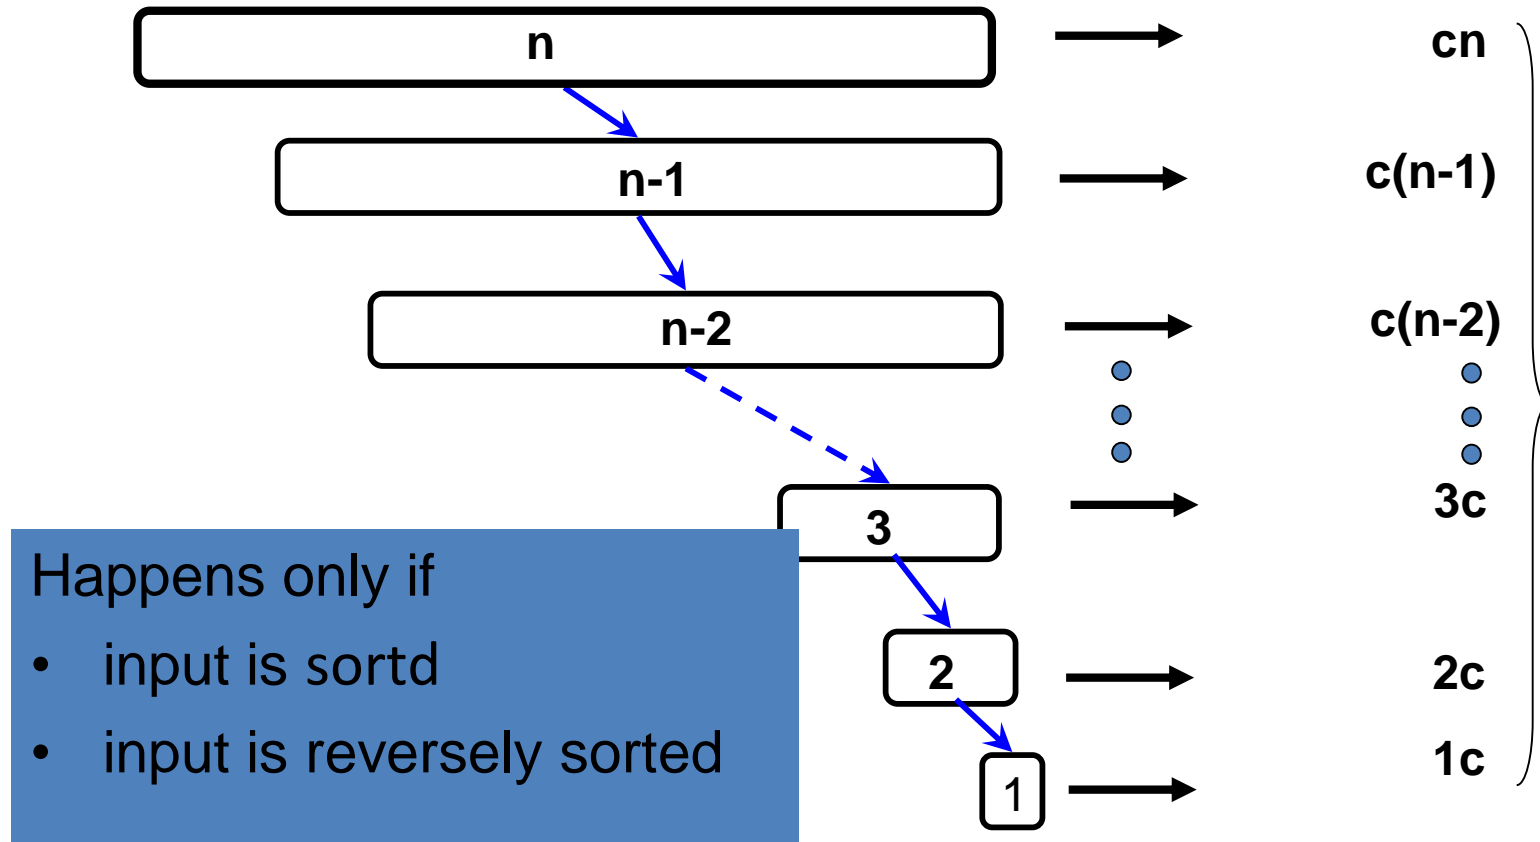 n cn
n-1 c(n-1)
n-2 c(n-2)
3 3c
Happens only if
• input is sortd
• input is reversely sorted
2 2c
1 1c